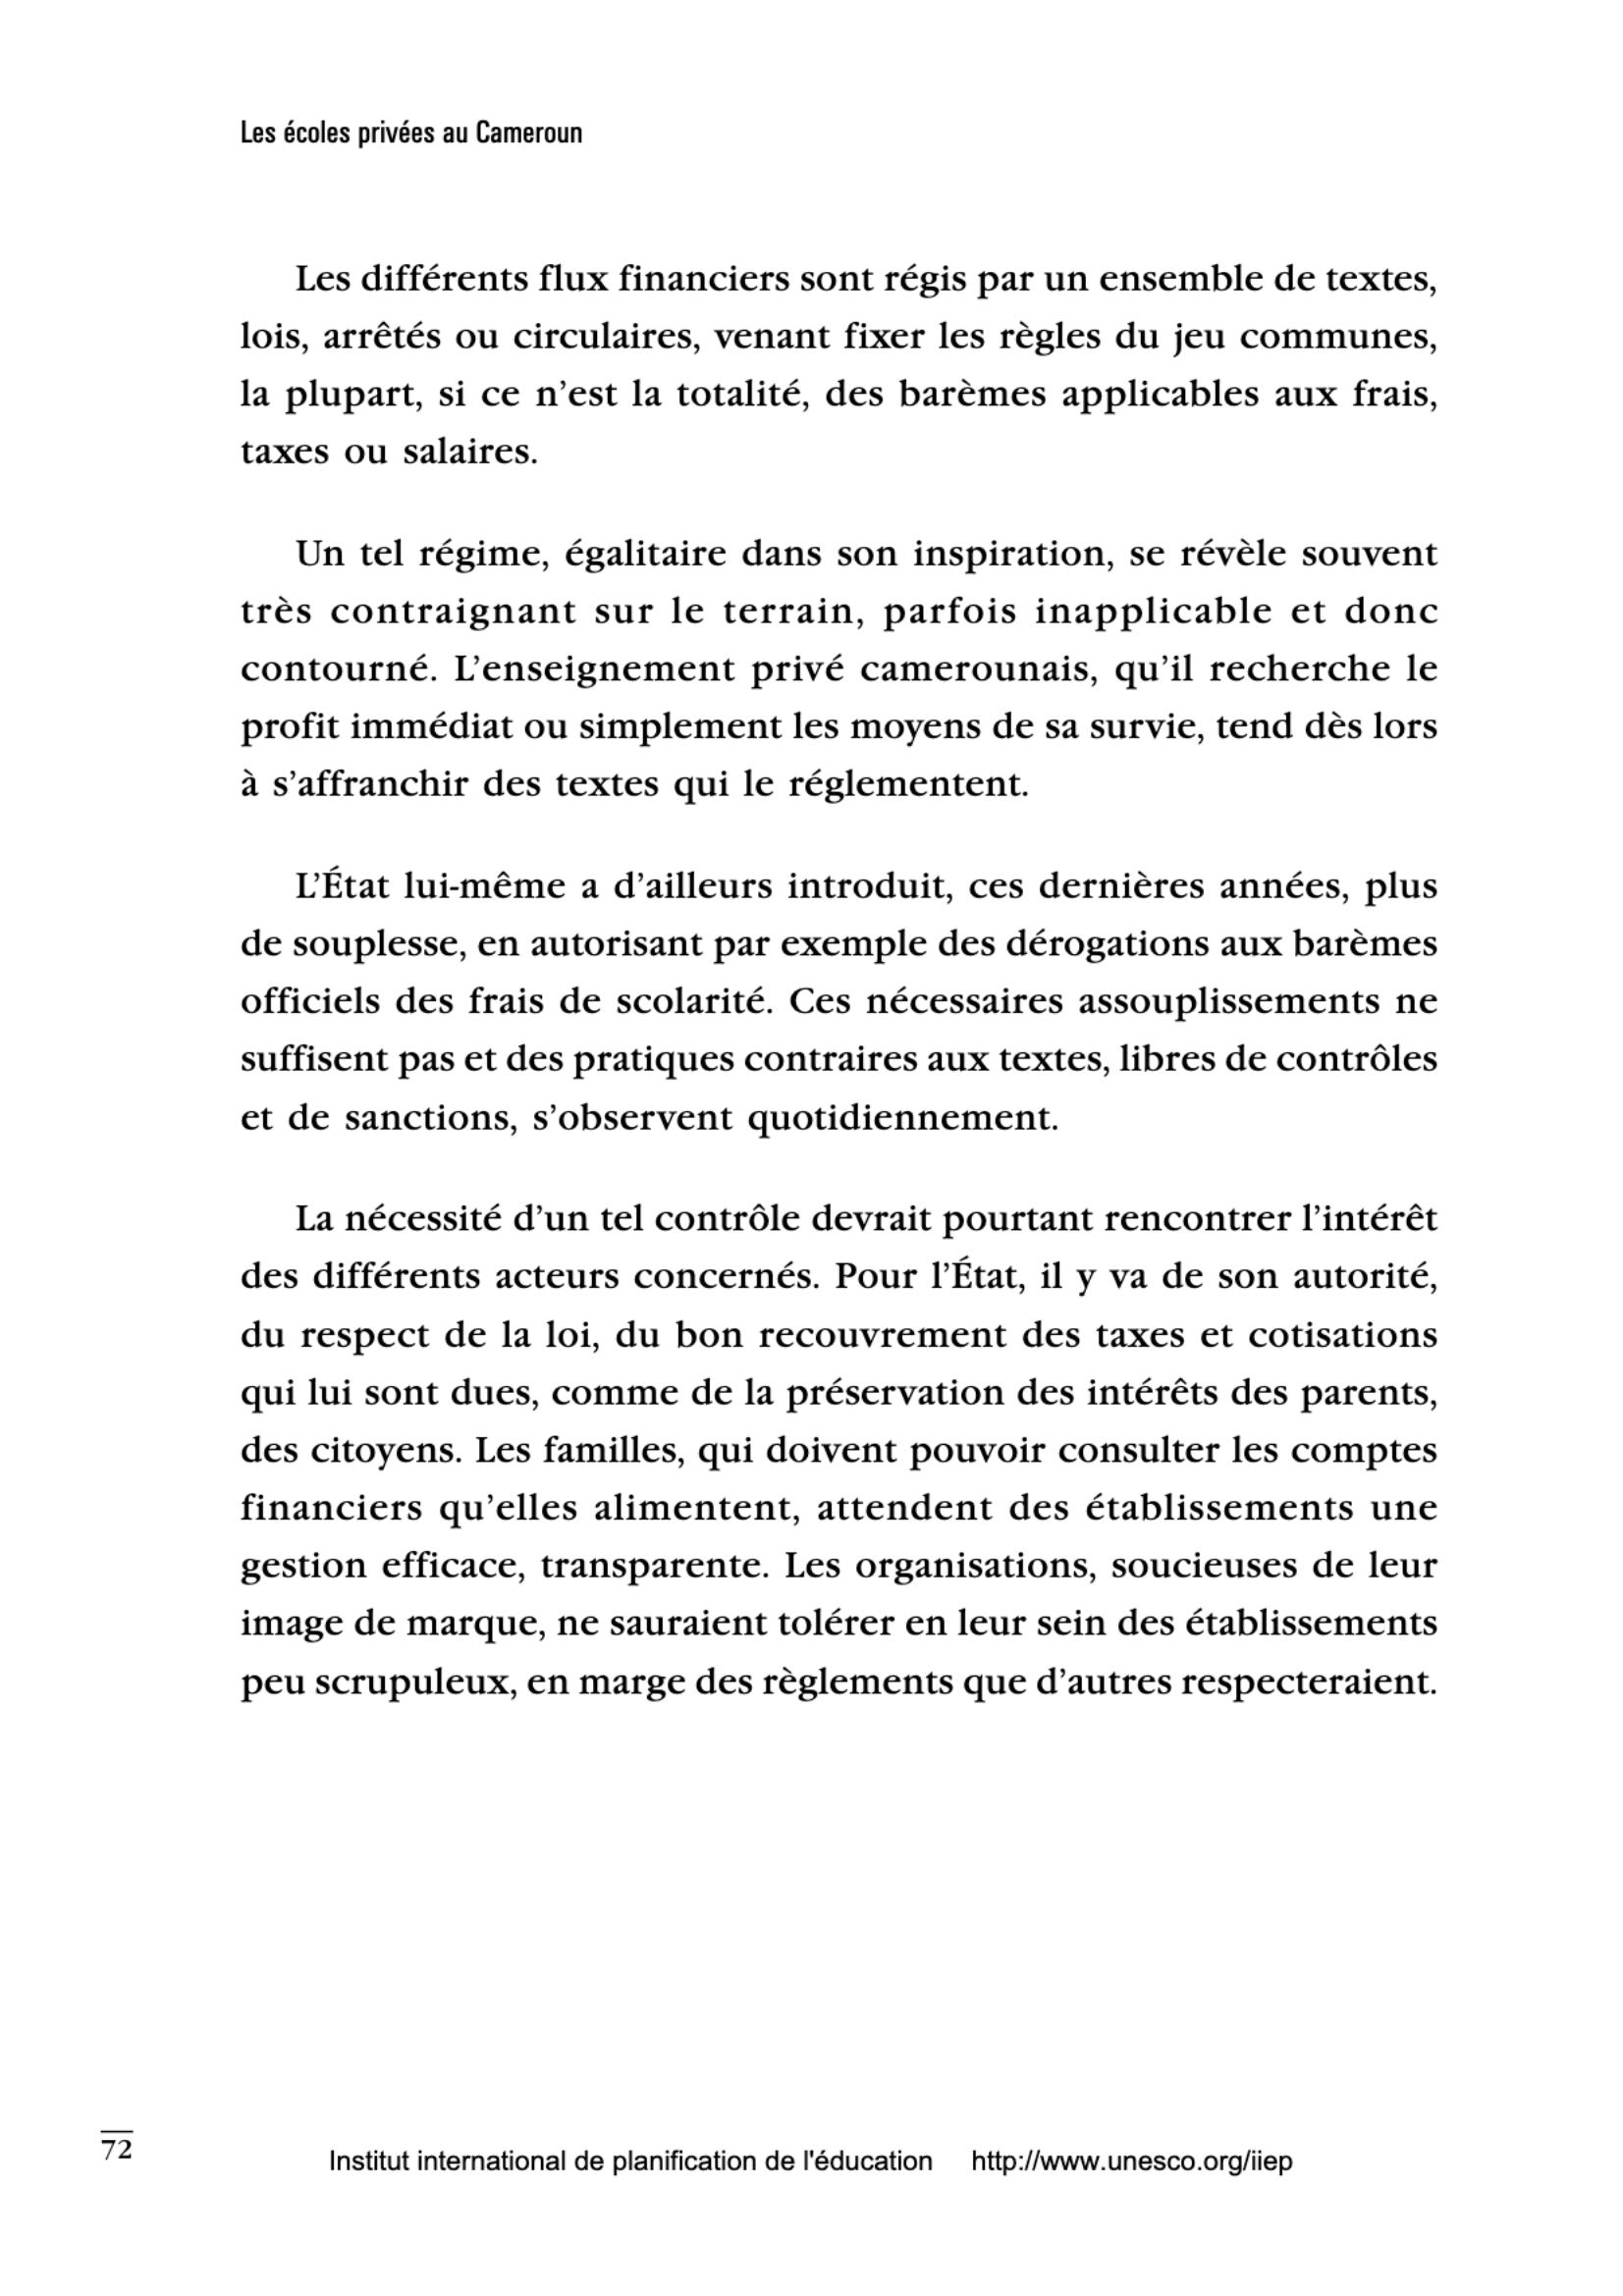 Les écoles privées au Cameroun
Les différents flux financiers sont régis par un ensemble de textes,
lois, arrêtés ou circulaires, venant fixer les règles du jeu communes,
la plupart, si ce n’est la totalité, des barèmes applicables aux frais,
taxes ou salaires.
Un tel régime, égalitaire dans son inspiration, se révèle souvent
très contraignant sur le terrain, parfois inapplicable et donc
contourné. L’enseignement privé camerounais, qu’il recherche le
profit immédiat ou simplement les moyens de sa survie, tend dès lors
à s’affranchir des textes qui le réglementent.
L’État lui-même a d’ailleurs introduit, ces dernières années, plus
de souplesse, en autorisant par exemple des dérogations aux barèmes
officiels des frais de scolarité. Ces nécessaires assouplissements ne
suffisent pas et des pratiques contraires aux textes, libres de contrôles
et de sanctions, s’observent quotidiennement.
La nécessité d’un tel contrôle devrait pourtant rencontrer l’intérêt
des différents acteurs concernés. Pour l’État, il y va de son autorité,
du respect de la loi, du bon recouvrement des taxes et cotisations
qui lui sont dues, comme de la préservation des intérêts des parents,
des citoyens. Les familles, qui doivent pouvoir consulter les comptes
financiers qu’elles alimentent, attendent des établissements une
gestion efficace, transparente. Les organisations, soucieuses de leur
image de marque, ne sauraient tolérer en leur sein des établissements
peu scrupuleux, en marge des règlements que d’autres respecteraient.
72
Institut international de planification de l'éducation http://www.unesco.org/iiep